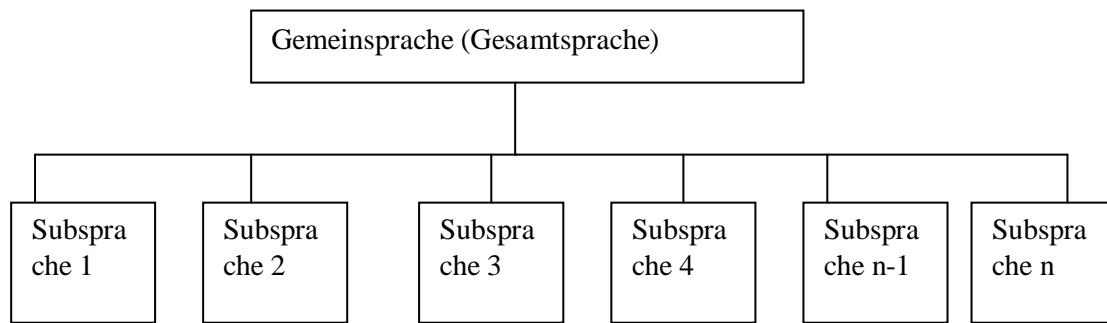 Gemeinsprache (Gesamtsprache)
Subspra
che 1
Subspra
che 2
Subspra
che 3
Subspra
che 4
Subspra
che n-1
Subspra
che n